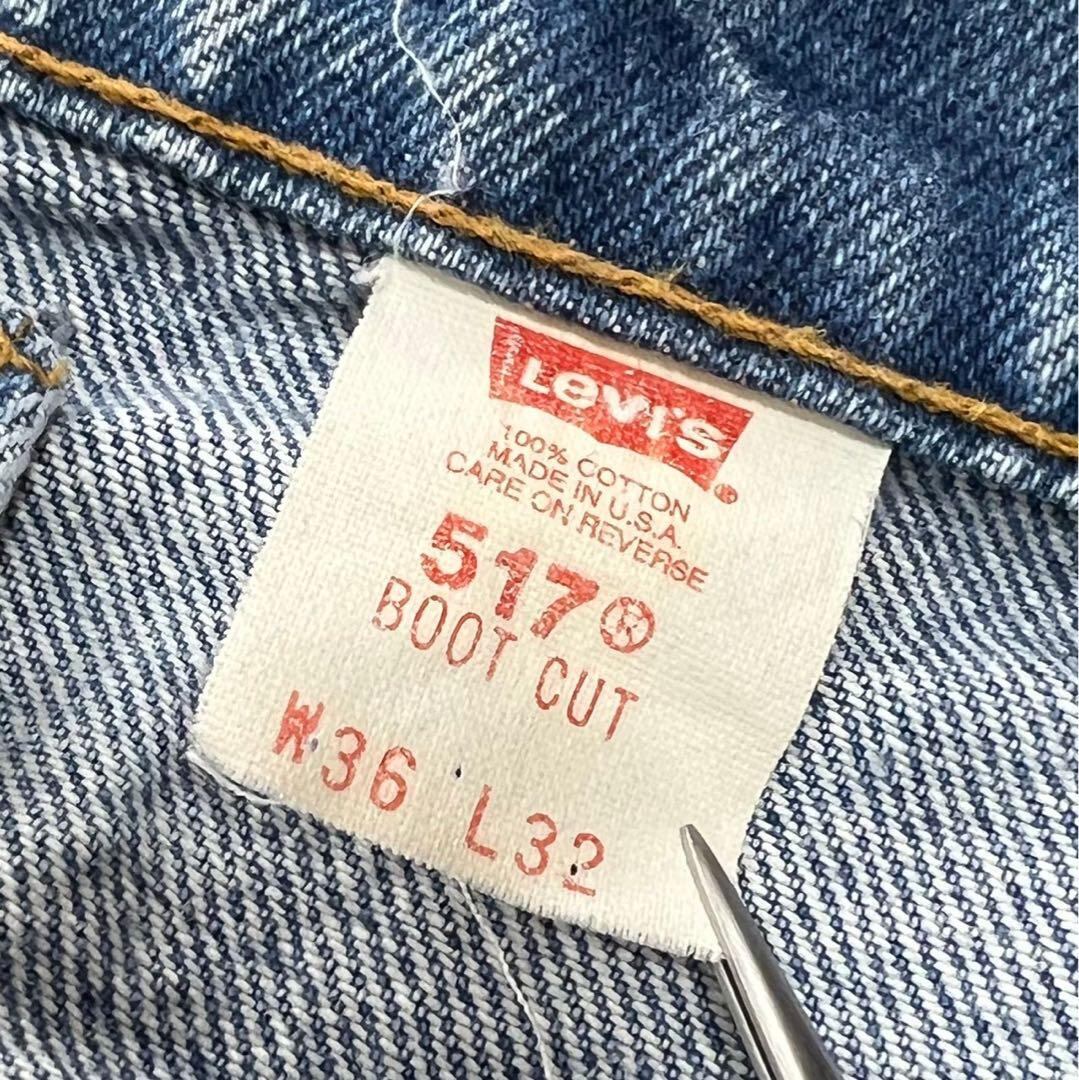 Levi's®
100% COTTON
MADE IN U.S.A.
CARE ON REVERSE
517®
BOOT CUT
W36 L32